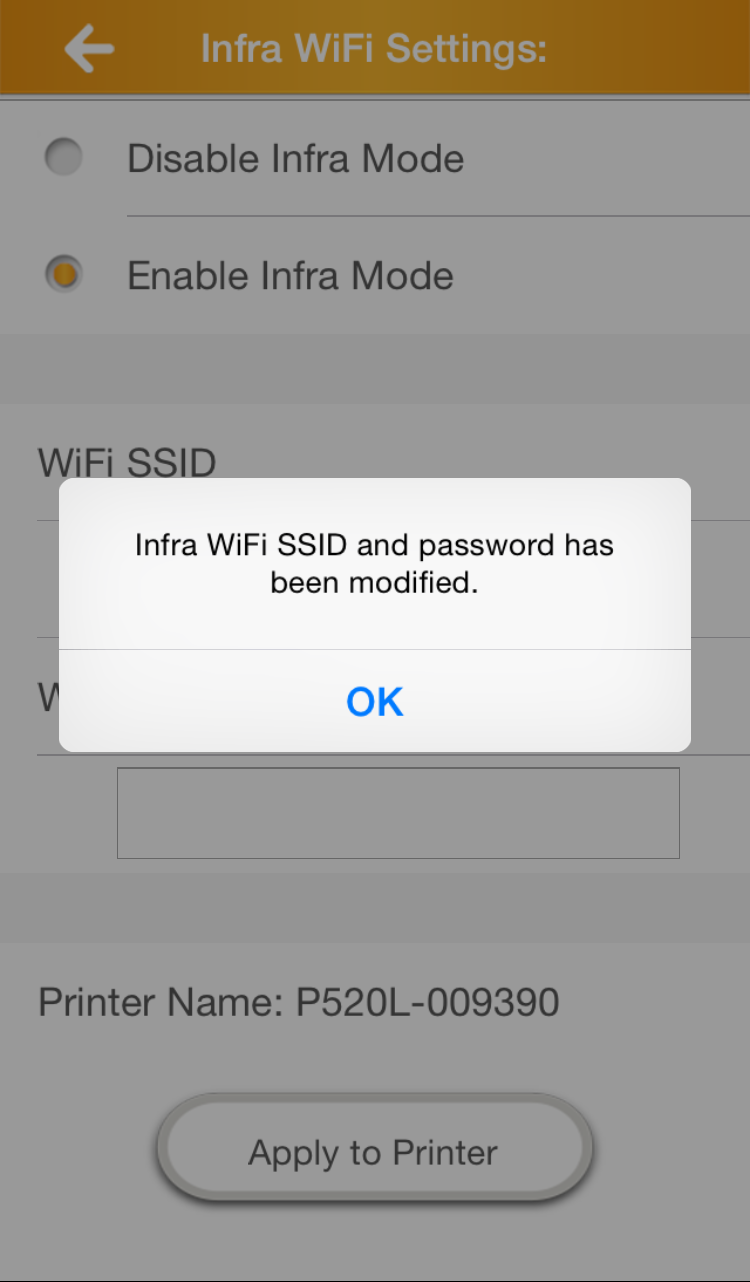 Infra WiFi Settings:
Disable Infra Mode
Enable Infra Mode
WiFi SSID
Infra WiFi SSID and password has
been modified.
OK
Printer Name: P520L-009390
Apply to Printer